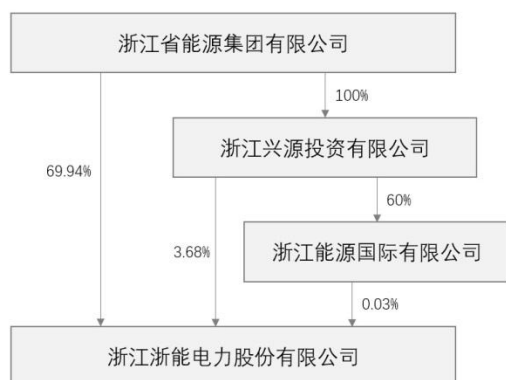 浙江省能源集团有限公司
100%
浙江兴源投资有限公司
69.94%
60%
3.68%
浙江能源国际有限公司
0.03%
浙江浙能电力股份有限公司